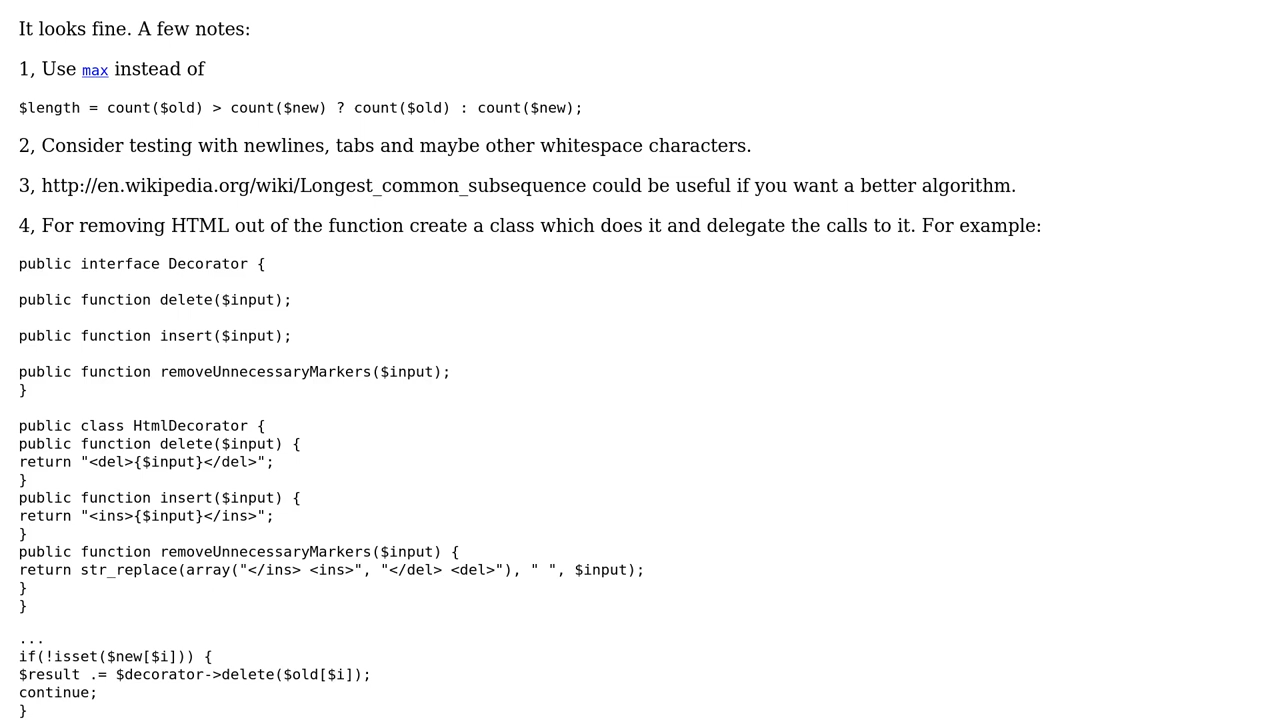 It looks fine. A few notes:
1, Use max instead of
$length = count($old) > count($new) ? count($old) : count($new);
2, Consider testing with newlines, tabs and maybe other whitespace characters.
3, http://en.wikipedia.org/wiki/Longest_common_subsequence could be useful if you want a better algorithm.
4, For removing HTML out of the function create a class which does it and delegate the calls to it. For example:
public interface Decorator {
public function delete($input);
public function insert($input);
public function removeUnnecessaryMarkers($input);
}
public class HtmlDecorator {
public function delete($input) {
return "<del>{$input}</del>";
}
public function insert($input) {
return "<ins>{$input}</ins>";
}
public function removeUnnecessaryMarkers($input) {
return str_replace(array("</ins> <ins>", "</del> <del>"), " ", $input);
}
}
...
if(!isset($new[$i])) {
$result .= $decorator->delete($old[$i]);
continue;
}